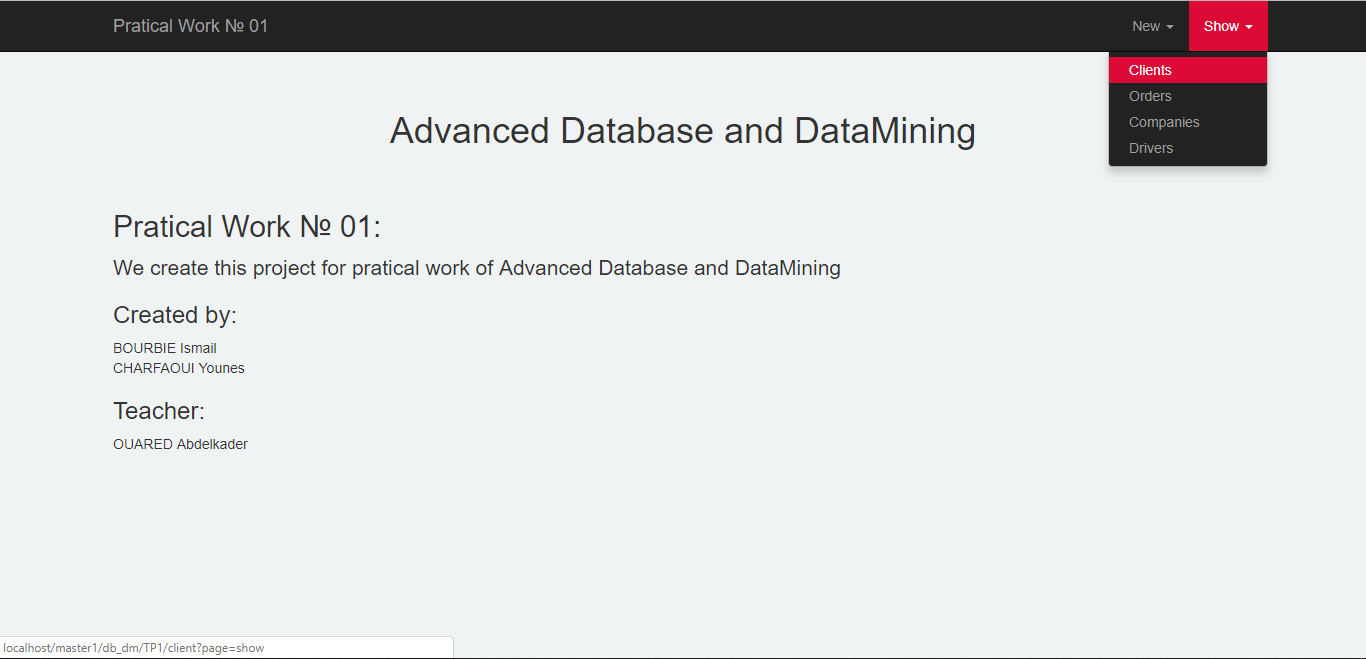 Pratical Work № 01
New
Show
Clients
Orders
Companies
Drivers
Advanced Database and DataMining
Pratical Work № 01:
We create this project for pratical work of Advanced Database and DataMining
Created by:
BOURBIE Ismail
CHARFAOUI Younes
Teacher:
OUARED Abdelkader
localhost/master1/db_dm/TP1/client?page=show